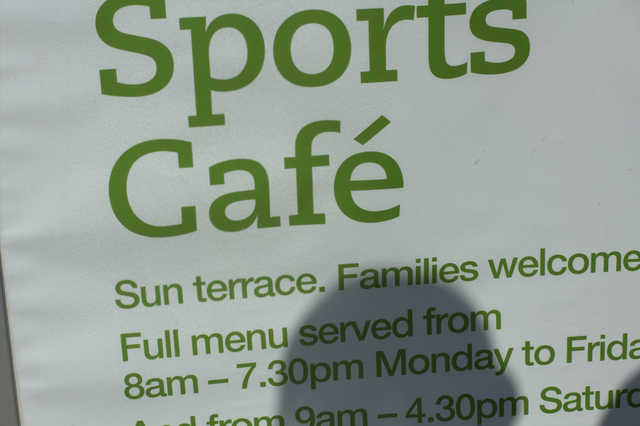 Sports
Café
Sun terrace. Families welcome
Full menu served from
8am – 7.30pm Monday to Frida
And from 9am – 4.30pm Saturd